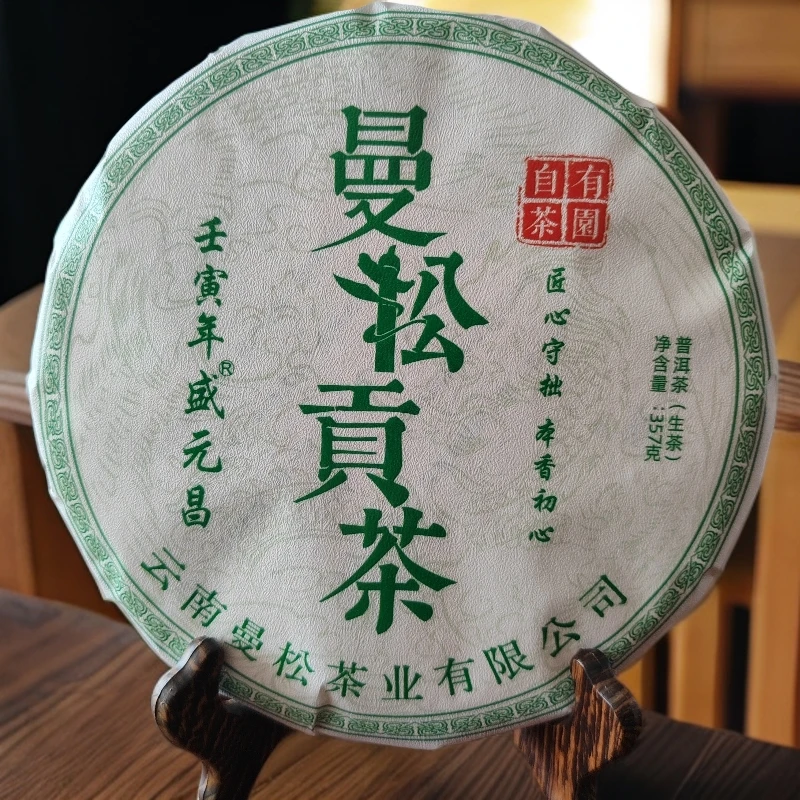 曼松貢茶
有園
自茶
匠心守拙 本香初心
普洱茶（生茶）
净含量：357克
壬寅年盛元昌®
云南曼松茶业有限公司